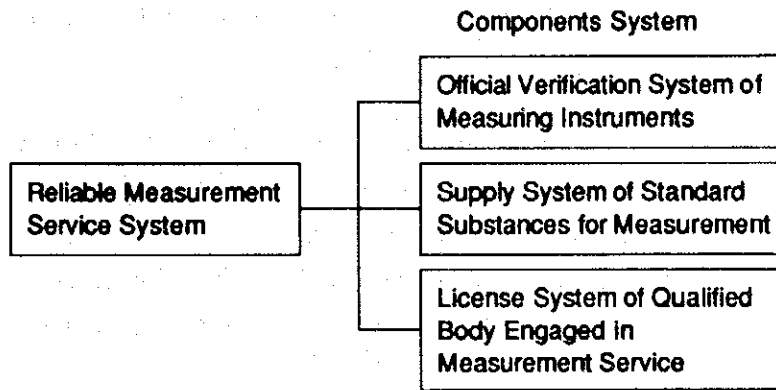 Components System
Official Verification System of
Measuring Instruments
Reliable Measurement
Service System
Supply System of Standard
Substances for Measurement
License System of Qualified
Body Engaged in
Measurement Service